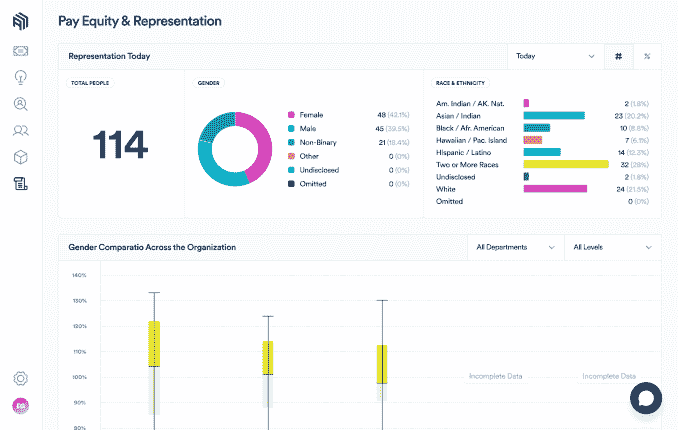 Pay Equity & Representation
Representation Today
Today
#
%
TOTAL PEOPLE
114
GENDER
Female 48 (42.1%)
Male 45 (39.5%)
Non-Binary 21 (18.4%)
Other 0 (0%)
Undisclosed 0 (0%)
Omitted 0 (0%)
RACE & ETHNICITY
Am. Indian / AK. Nat. 2 (1.8%)
Asian / Indian 23 (20.2%)
Black / Afr. American 10 (8.8%)
Hawaiian / Pac. Island 7 (6.1%)
Hispanic / Latino 14 (12.3%)
Two or More Races 32 (28%)
Undisclosed 2 (1.8%)
White 24 (21.5%)
Omitted 0 (0%)
Gender Comparatio Across the Organization
All Departments
All Levels
140%
130%
120%
110%
100%
90%
80%
Incomplete Data
Incomplete Data